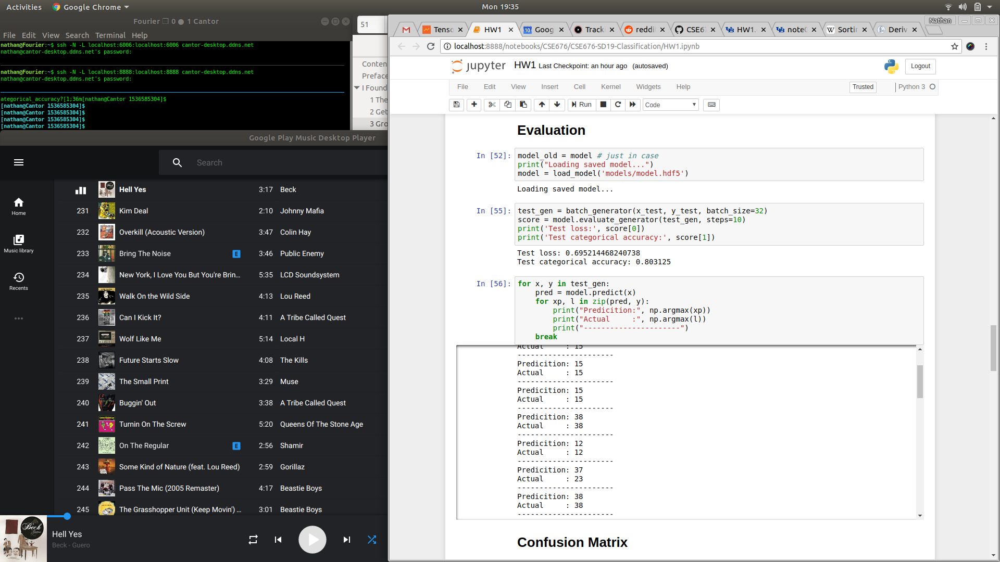 Activities
Google Chrome
Mon 19:35
Fourier 0 1 Cantor
File Edit View Search Terminal Help
nathan@Fourier:~$ ssh -N -L localhost:6006:localhost:6006 cantor-desktop.ddns.net
nathan@cantor-desktop.ddns.net's password:
nathan@Fourier:~$ ssh -N -L localhost:8888:localhost:8888 cantor-desktop.ddns.net
nathan@cantor-desktop.ddns.net's password:
ategorical_accuracy?[1;36m[nathan@Cantor 1536585304]$
[nathan@Cantor 1536585304]$
[nathan@Cantor 1536585304]$
[nathan@Cantor 1536585304]$
[nathan@Cantor 1536585304]$
51
Conten
Preface
I Found
1 The
2 Get
3 Gro
Google Play Music Desktop Player
Search
Home
Music library
Recents
Hell Yes 3:17 Beck
231 Kim Deal 2:10 Johnny Mafia
232 Overkill (Acoustic Version) 3:47 Colin Hay
233 Bring The Noise E 3:46 Public Enemy
234 New York, I Love You But You're Brin... 5:35 LCD Soundsystem
235 Walk On the Wild Side 4:13 Lou Reed
236 Can I Kick It? 4:11 A Tribe Called Quest
237 Wolf Like Me 5:14 Local H
238 Future Starts Slow 4:08 The Kills
239 The Small Print 3:29 Muse
240 Buggin' Out 3:38 A Tribe Called Quest
241 Turnin On The Screw 5:20 Queens Of The Stone Age
242 On The Regular E 2:56 Shamir
243 Some Kind of Nature (feat. Lou Reed) 2:59 Gorillaz
244 Pass The Mic (2005 Remaster) 4:17 Beastie Boys
245 The Grasshopper Unit (Keep Movin') ... 3:01 Beastie Boys
Beck
Hell Yes
Beck - Guero
Nathan
Tenso HW1 10 Goog Track reddi CSE67 HW1. note0 W Sortin Deriv
localhost:8888/notebooks/CSE676/CSE676-SD19-Classification/HW1.ipynb
jupyter HW1 Last Checkpoint: an hour ago (autosaved)
Logout
File Edit View Insert Cell Kernel Widgets Help
Trusted
Python 3
Run
Code
Evaluation
In [52]: model_old = model # just in case
print("Loading saved model...")
model = load_model('models/model.hdf5')
Loading saved model...
In [55]: test_gen = batch_generator(x_test, y_test, batch_size=32)
score = model.evaluate_generator(test_gen, steps=10)
print('Test loss:', score[0])
print('Test categorical accuracy:', score[1])
Test loss: 0.695214468240738
Test categorical accuracy: 0.803125
In [56]: for x, y in test_gen:
    pred = model.predict(x)
    for xp, l in zip(pred, y):
        print("Predicition:", np.argmax(xp))
        print("Actual     :", np.argmax(l))
        print("----------------------")
    break
Actual     : 15
----------------------
Predicition: 15
Actual     : 15
----------------------
Predicition: 15
Actual     : 15
----------------------
Predicition: 38
Actual     : 38
----------------------
Predicition: 12
Actual     : 12
----------------------
Predicition: 37
Actual     : 23
----------------------
Predicition: 38
Actual     : 38
----------------------
Confusion Matrix